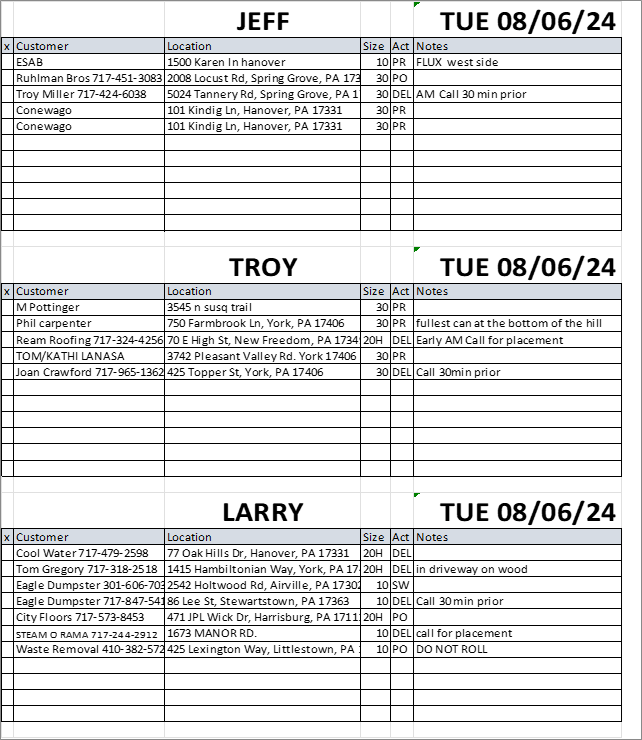 JEFF TUE 08/06/24
x Customer Location Size Act Notes
ESAB 1500 Karen ln hanover 10 PR FLUX west side
Ruhlman Bros 717-451-3083 2008 Locust Rd, Spring Grove, PA 173 30 PO
Troy Miller 717-424-6038 5024 Tannery Rd, Spring Grove, PA 1 30 DEL AM Call 30 min prior
Conewago 101 Kindig Ln, Hanover, PA 17331 30 PR
Conewago 101 Kindig Ln, Hanover, PA 17331 30 PR
TROY TUE 08/06/24
x Customer Location Size Act Notes
M Pottinger 3545 n susq trail 30 PR
Phil carpenter 750 Farmbrook Ln, York, PA 17406 30 PR fullest can at the bottom of the hill
Ream Roofing 717-324-4256 70 E High St, New Freedom, PA 1734 20H DEL Early AM Call for placement
TOM/KATHI LANASA 3742 Pleasant Valley Rd. York 17406 30 PR
Joan Crawford 717-965-1362 425 Topper St, York, PA 17406 30 DEL Call 30min prior
LARRY TUE 08/06/24
x Customer Location Size Act Notes
Cool Water 717-479-2598 77 Oak Hills Dr, Hanover, PA 17331 20H DEL
Tom Gregory 717-318-2518 1415 Hambiltonian Way, York, PA 17 20H DEL in driveway on wood
Eagle Dumpster 301-606-703 2542 Holtwood Rd, Airville, PA 17302 10 SW
Eagle Dumpster 717-847-541 86 Lee St, Stewartstown, PA 17363 10 DEL Call 30 min prior
City Floors 717-573-8453 471 JPL Wick Dr, Harrisburg, PA 1711 20H PO
STEAM O RAMA 717-244-2912 1673 MANOR RD. 10 DEL call for placement
Waste Removal 410-382-572 425 Lexington Way, Littlestown, PA 10 PO DO NOT ROLL